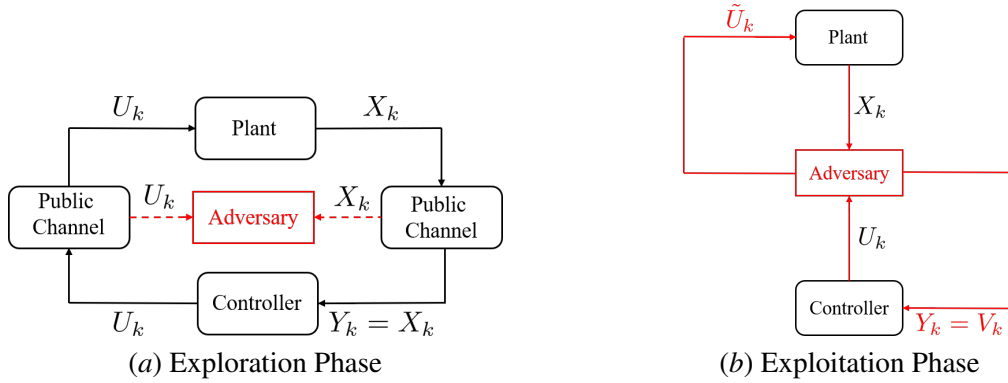 U_k
Plant
X_k
Public
Channel
U_k
Adversary
X_k
Public
Channel
U_k
Controller
Y_k = X_k
(a) Exploration Phase
Ũ_k
Plant
X_k
Adversary
U_k
Controller
Y_k = V_k
(b) Exploitation Phase